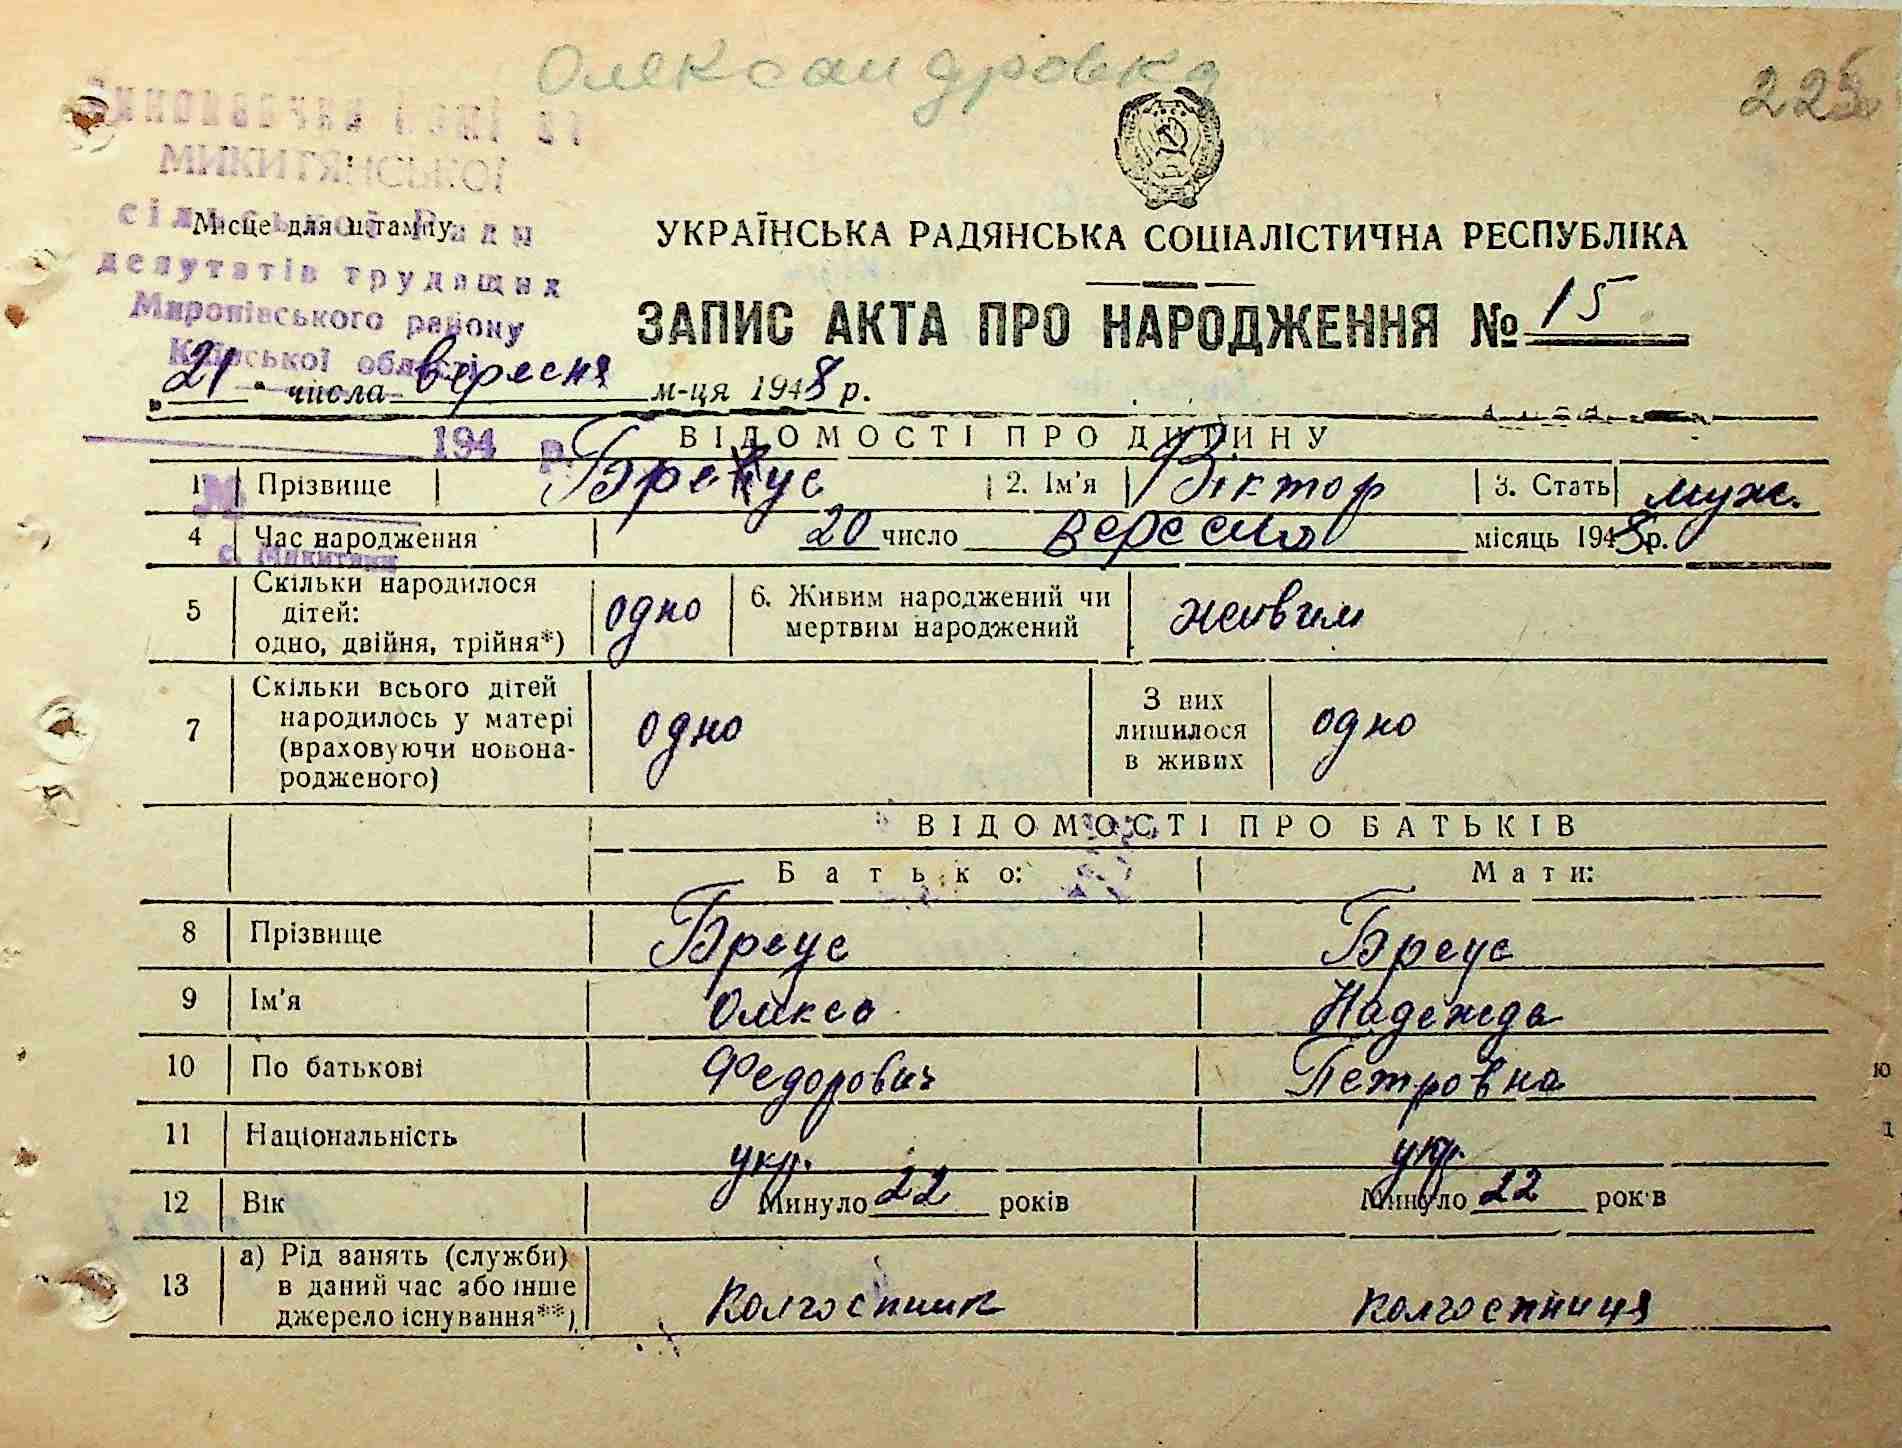 Олександровка
225
МИКИТЯНСЬКОЇ
сільської Ради
Місце для штампу
депутатів трудящих
Миронівського району
Київської області
УКРАЇНСЬКА РАДЯНСЬКА СОЦІАЛІСТИЧНА РЕСПУБЛІКА
ЗАПИС АКТА ПРО НАРОДЖЕННЯ № 15
„21" числа вересня м-ця 1948 р.
194 р.
ВІДОМОСТІ ПРО ДИТИНУ
1 Прізвище Бреус 2. Ім'я Віктор 3. Стать муж.
№
4 Час народження 20 число вересня місяць 1948 р.
с. Микитяни
5 Скільки народилося дітей: одно, двійня, трійня*) одно 6. Живим народжений чи мертвим народжений живим
7 Скільки всього дітей народилось у матері (враховуючи новонародженого) одно З них лишилося в живих одно
ВІДОМОСТІ ПРО БАТЬКІВ
Батько: Мати:
8 Прізвище Бреус Бреус
9 Ім'я Олекса Надежда
10 По батькові Федорович Петровна
11 Національність укр. укр.
12 Вік Минуло 22 років Минуло 22 років
13 а) Рід занять (служби) в даний час або інше джерело існування**) Колгоспник колгоспниця
ю
1